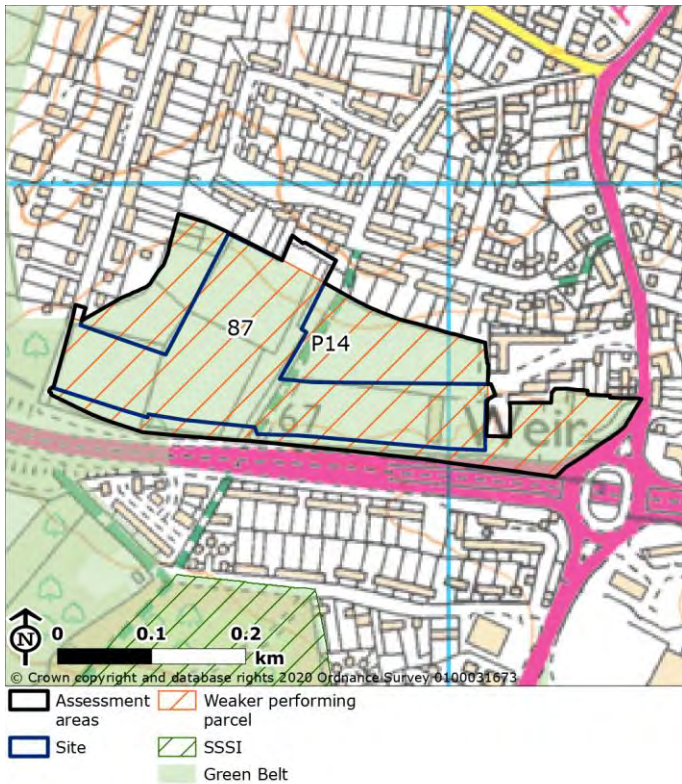 87
P14
67
Weir
N
0 0.1 0.2
km
© Crown copyright and database rights 2020 Ordnance Survey 0100031673
Assessment areas
Weaker performing parcel
Site
SSSI
Green Belt